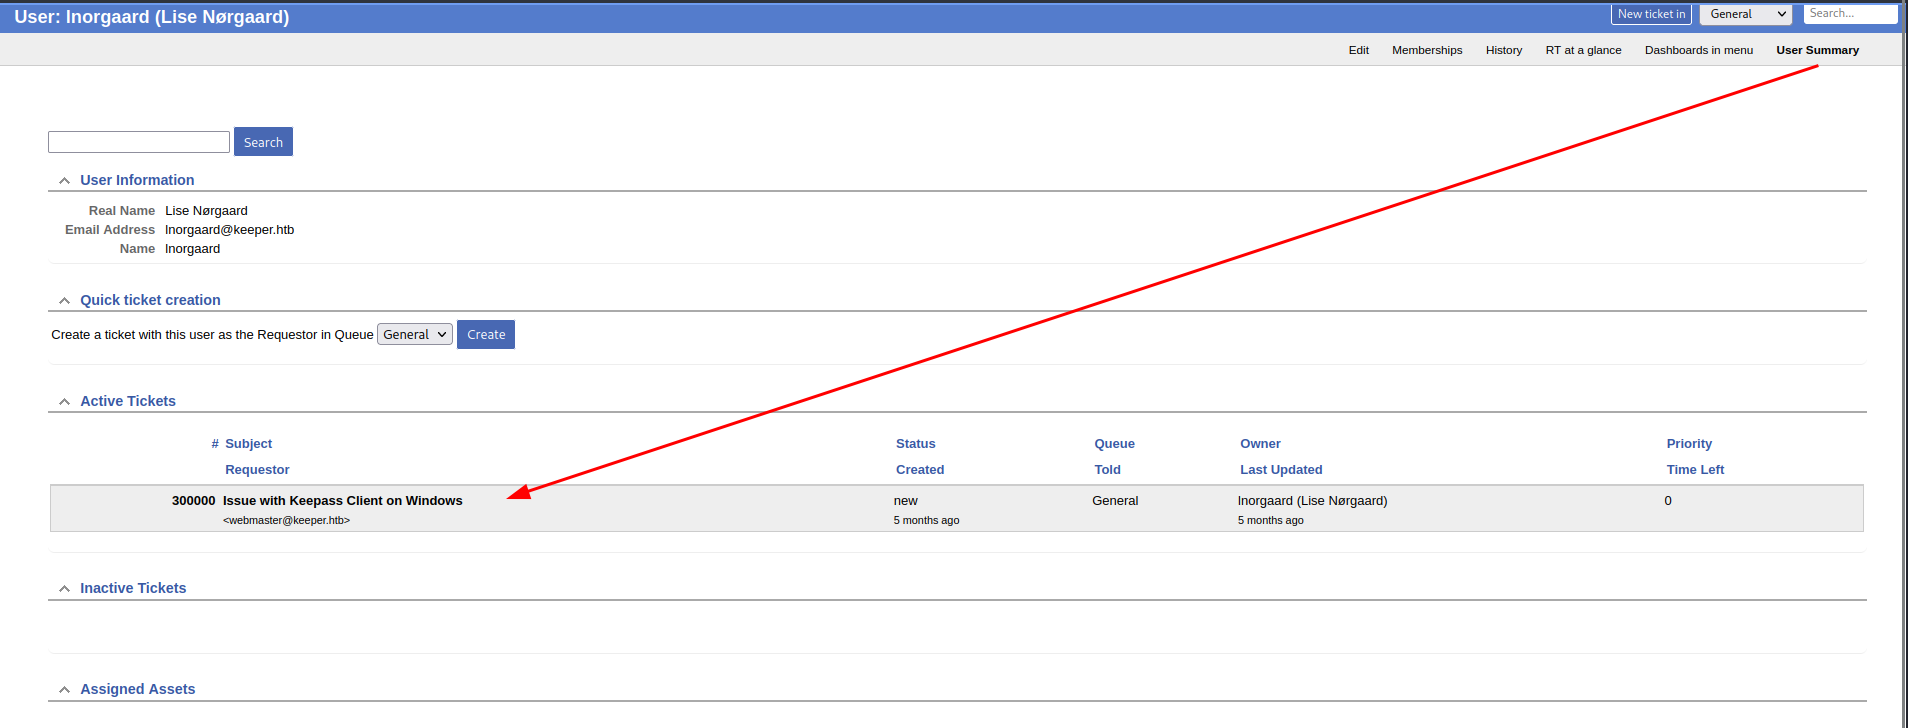 User: lnorgaard (Lise Nørgaard)
New ticket in General Search...
Edit Memberships History RT at a glance Dashboards in menu User Summary
Search
User Information
Real Name Lise Nørgaard
Email Address lnorgaard@keeper.htb
Name lnorgaard
Quick ticket creation
Create a ticket with this user as the Requestor in Queue General Create
Active Tickets
# Subject Status Queue Owner Priority
Requestor Created Told Last Updated Time Left
300000 Issue with Keepass Client on Windows new General lnorgaard (Lise Nørgaard) 0
<webmaster@keeper.htb> 5 months ago 5 months ago
Inactive Tickets
Assigned Assets